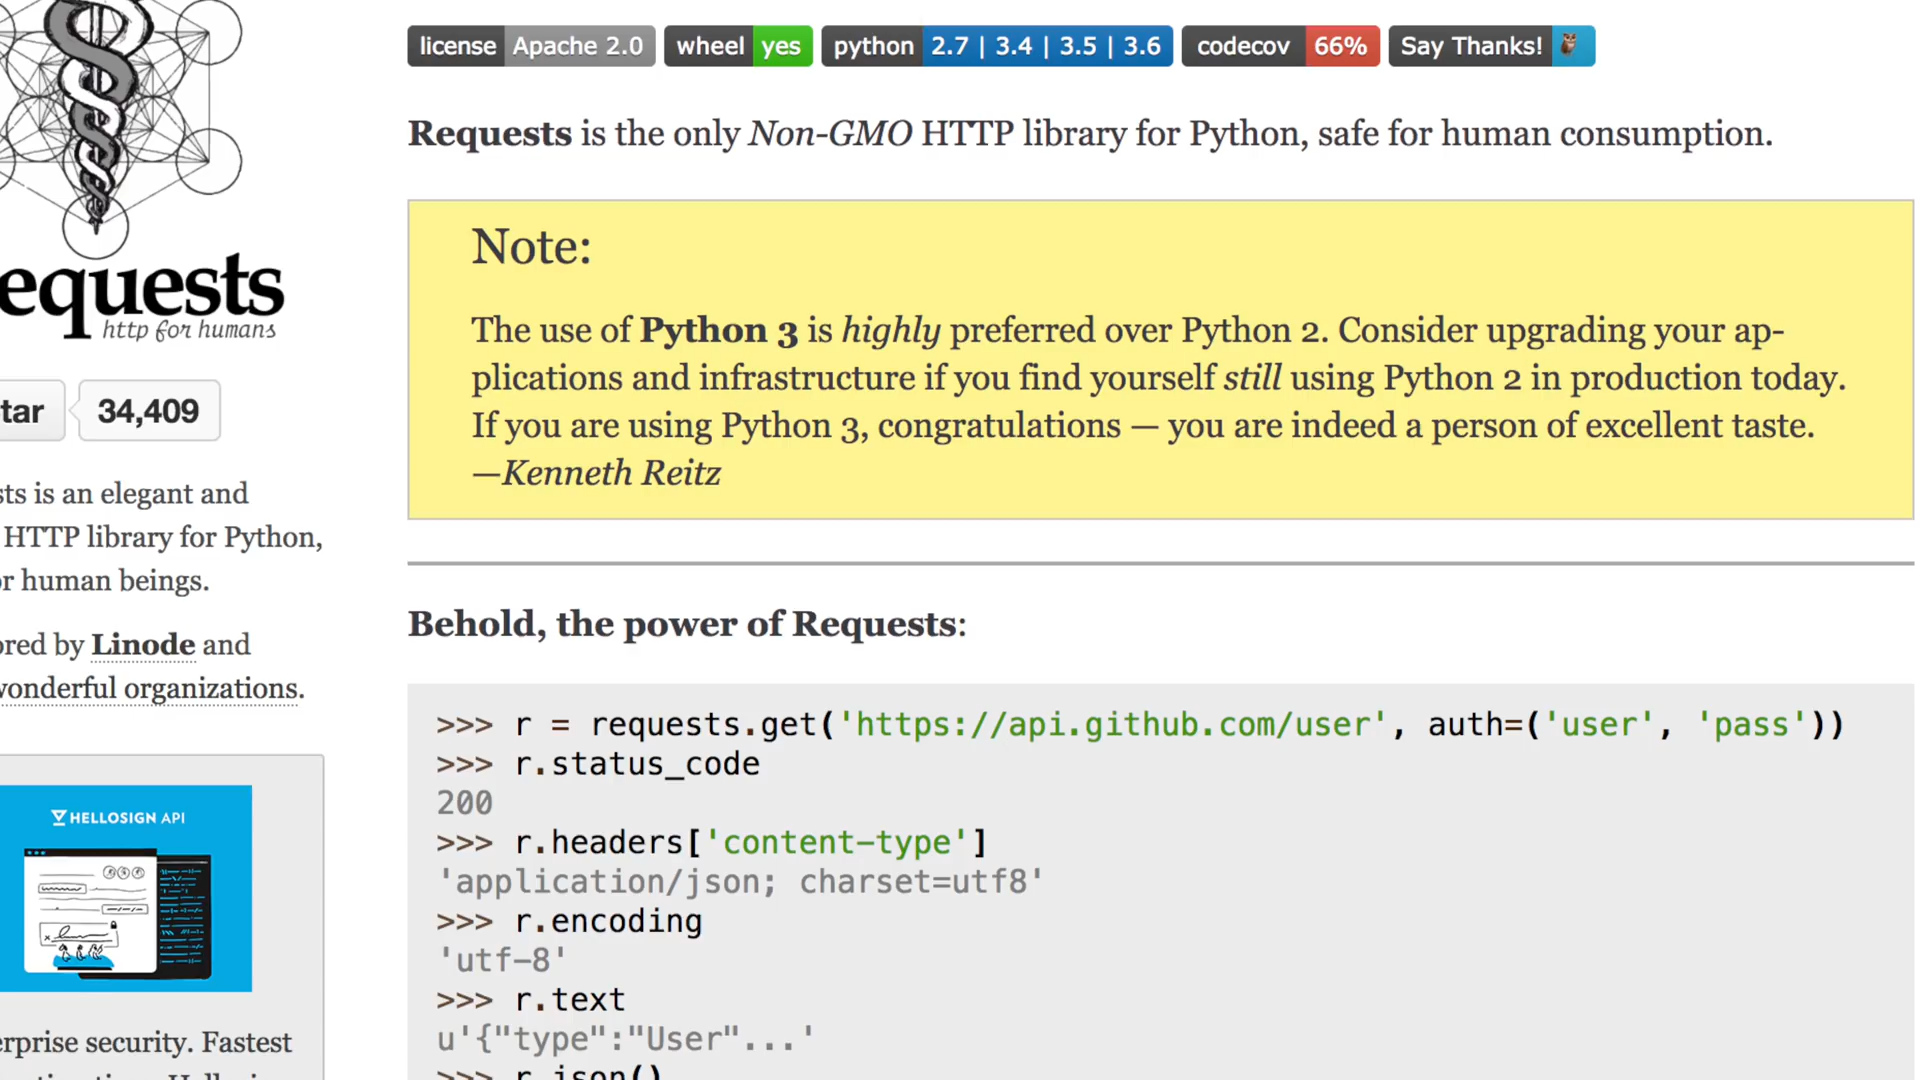 license Apache 2.0 wheel yes python 2.7 | 3.4 | 3.5 | 3.6 codecov 66% Say Thanks!
Requests is the only Non-GMO HTTP library for Python, safe for human consumption.
Note:
The use of Python 3 is highly preferred over Python 2. Consider upgrading your ap-
plications and infrastructure if you find yourself still using Python 2 in production today.
If you are using Python 3, congratulations — you are indeed a person of excellent taste.
—Kenneth Reitz
Behold, the power of Requests:
>>> r = requests.get('https://api.github.com/user', auth=('user', 'pass'))
>>> r.status_code
200
>>> r.headers['content-type']
'application/json; charset=utf8'
>>> r.encoding
'utf-8'
>>> r.text
u'{"type":"User"...'
>>> r.json()
equests
http for humans
tar 34,409
sts is an elegant and
HTTP library for Python,
or human beings.
ored by Linode and
wonderful organizations.
HELLOSIGN API
erprise security. Fastest